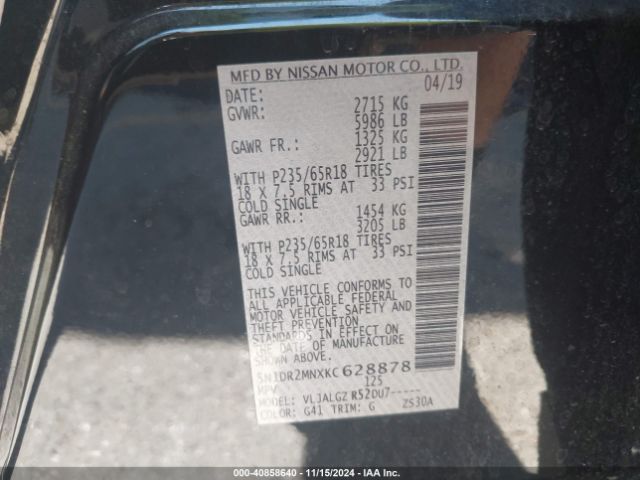 MFD BY NISSAN MOTOR CO., LTD.
DATE: 04/19
GVWR: 2715 KG
5986 LB
GAWR FR.: 1325 KG
2921 LB
WITH P235/65R18 TIRES
18 X 7.5 RIMS AT 33 PSI
COLD SINGLE
GAWR RR.: 1454 KG
3205 LB
WITH P235/65R18 TIRES
18 X 7.5 RIMS AT 33 PSI
COLD SINGLE
THIS VEHICLE CONFORMS TO
ALL APPLICABLE FEDERAL
MOTOR VEHICLE SAFETY AND
THEFT PREVENTION
STANDARDS IN EFFECT ON
THE DATE OF MANUFACTURE
SHOWN ABOVE.
5N1DR2MNXKC628878
MPV 125
MODEL: VLJALGZ R52DU7-----
COLOR: G41 TRIM: G ZS30A
000-40858640 - 11/15/2024 - IAA Inc.